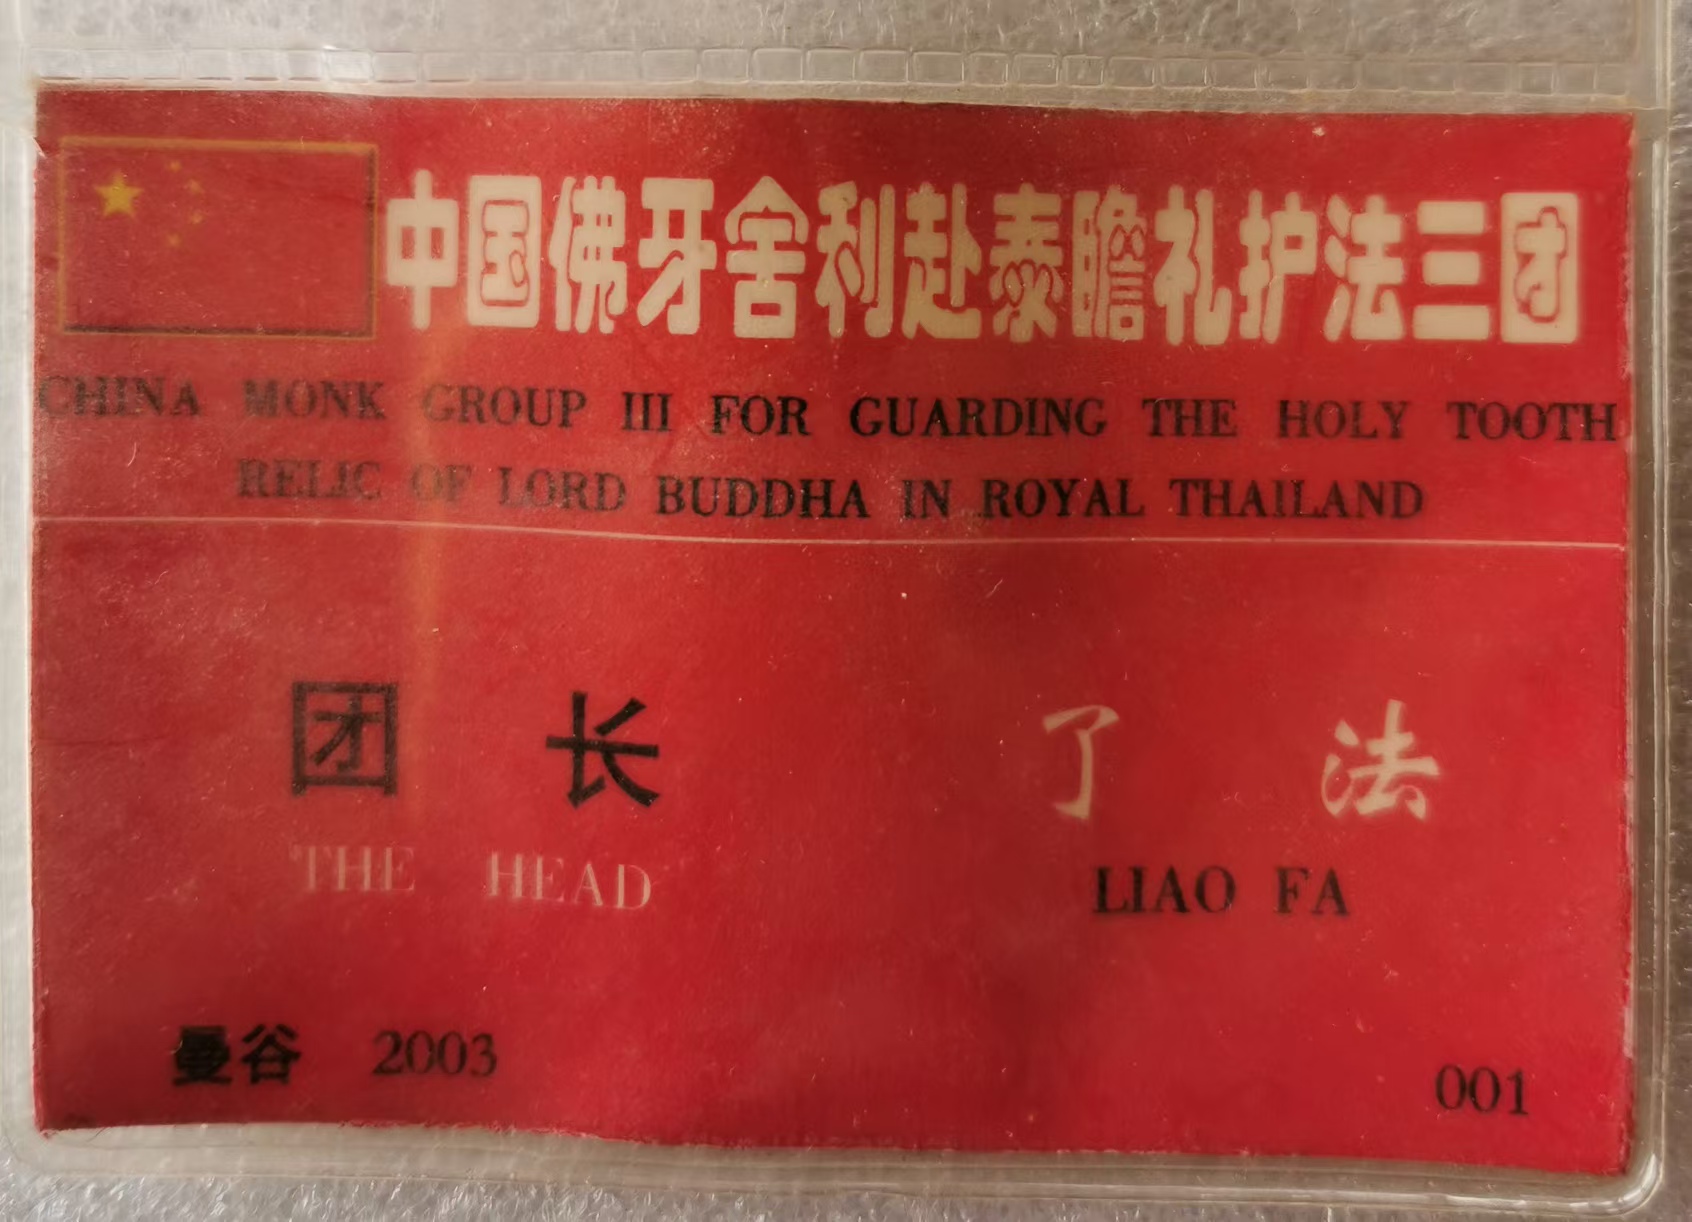 中国佛牙舍利赴泰瞻礼护法三团
CHINA MONK GROUP III FOR GUARDING THE HOLY TOOTH
RELIC OF LORD BUDDHA IN ROYAL THAILAND
团 长 了 法
THE HEAD LIAO FA
曼谷 2003 001